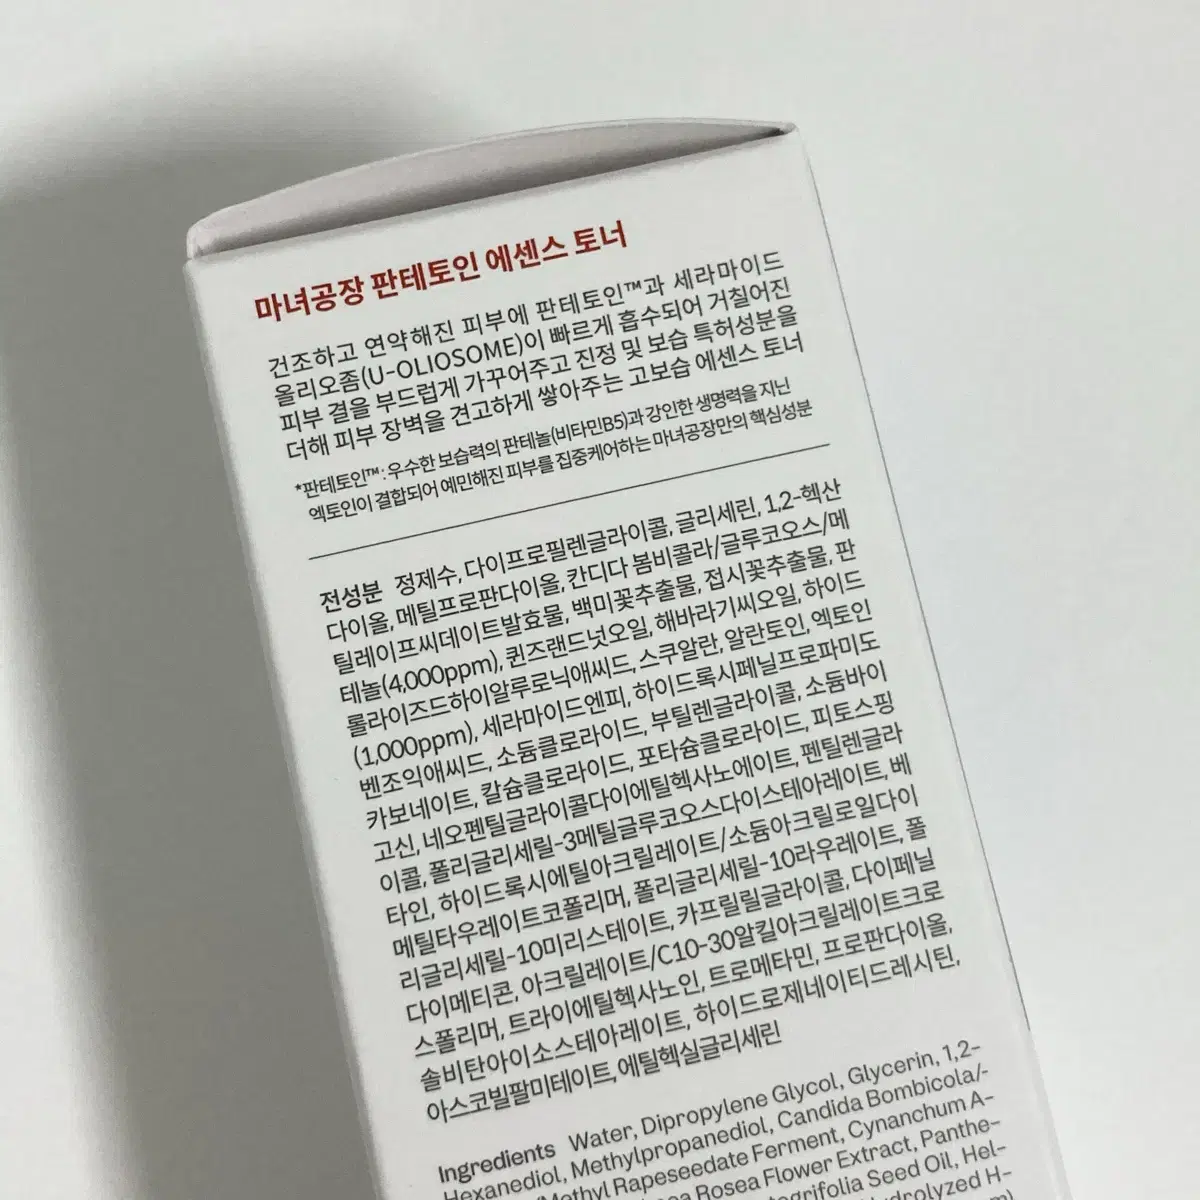 마녀공장 판테토인 에센스 토너
건조하고 연약해진 피부에 판테토인™과 세라마이드
올리오좀(U-OLIOSOME)이 빠르게 흡수되어 거칠어진
피부 결을 부드럽게 가꾸어주고 진정 및 보습 특허성분을
더해 피부 장벽을 견고하게 쌓아주는 고보습 에센스 토너
*판테토인™: 우수한 보습력의 판테놀(비타민B5)과 강인한 생명력을 지닌
엑토인이 결합되어 예민해진 피부를 집중케어하는 마녀공장만의 핵심성분
전성분 정제수, 다이프로필렌글라이콜, 글리세린, 1,2-헥산
다이올, 메틸프로판다이올, 칸디다 봄비콜라/글루코오스/메
틸레이프씨데이트발효물, 백미꽃추출물, 접시꽃추출물, 판
테놀(4,000ppm), 퀸즈랜드넛오일, 해바라기씨오일, 하이드
롤라이즈드하이알루로닉애씨드, 스쿠알란, 알란토인, 엑토인
(1,000ppm), 세라마이드엔피, 하이드록시페닐프로파미도
벤조익애씨드, 소듐클로라이드, 부틸렌글라이콜, 소듐바이
카보네이트, 칼슘클로라이드, 포타슘클로라이드, 피토스핑
고신, 네오펜틸글라이콜다이에틸헥사노에이트, 펜틸렌글라
이콜, 폴리글리세릴-3메틸글루코오스다이스테아레이트, 베
타인, 하이드록시에틸아크릴레이트/소듐아크릴로일다이
메틸타우레이트코폴리머, 폴리글리세릴-10라우레이트, 폴
리글리세릴-10미리스테이트, 카프릴릴글라이콜, 다이페닐
다이메티콘, 아크릴레이트/C10-30알킬아크릴레이트크로
스폴리머, 트라이에틸헥사노인, 트로메타민, 프로판다이올,
솔비탄아이소스테아레이트, 하이드로제네이티드레시틴,
아스코빌팔미테이트, 에틸헥실글리세린
Ingredients Water, Dipropylene Glycol, Glycerin, 1,2-
Hexanediol, Methylpropanediol, Candida Bombicola/-
/Methyl Rapeseedate Ferment, Cynanchum A-
Rosea Flower Extract, Panthe-
Seed Oil, Hel-
H-